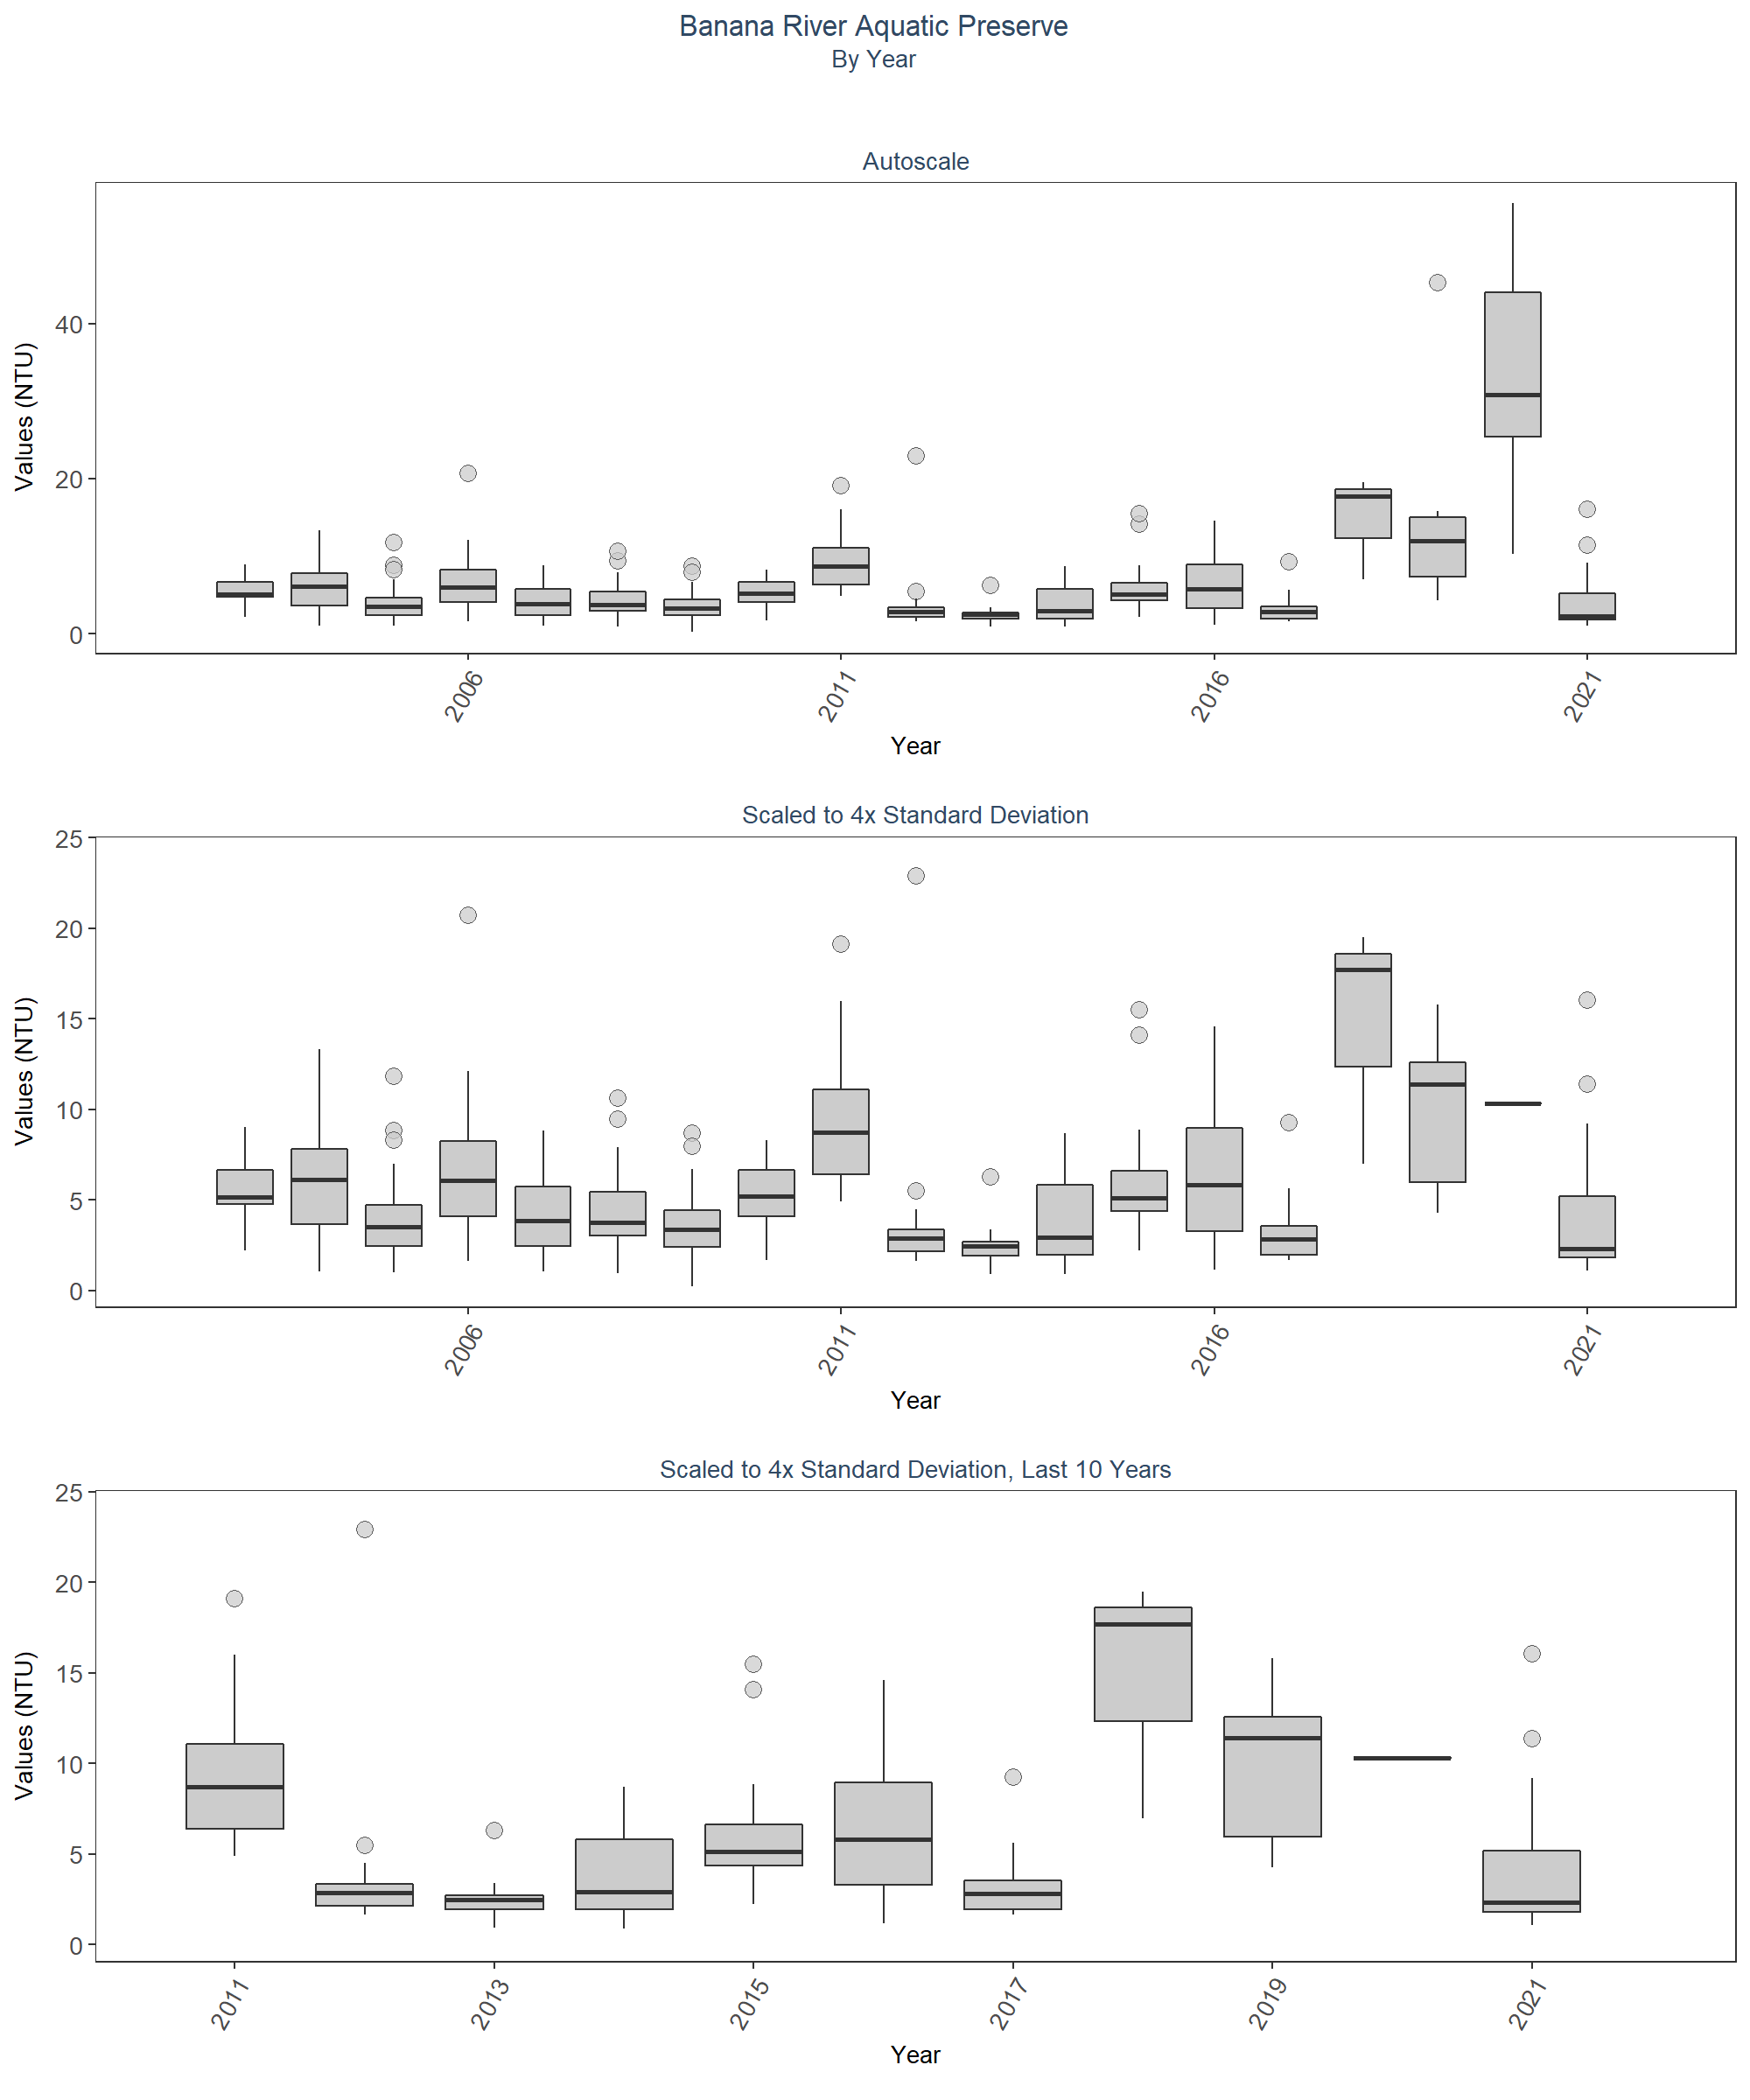 Banana River Aquatic Preserve
By Year
Autoscale
Values (NTU)
40
20
0
2006 2011 2016 2021
Year
Scaled to 4x Standard Deviation
Values (NTU)
25
20
15
10
5
0
2006 2011 2016 2021
Year
Scaled to 4x Standard Deviation, Last 10 Years
Values (NTU)
25
20
15
10
5
0
2011 2013 2015 2017 2019 2021
Year